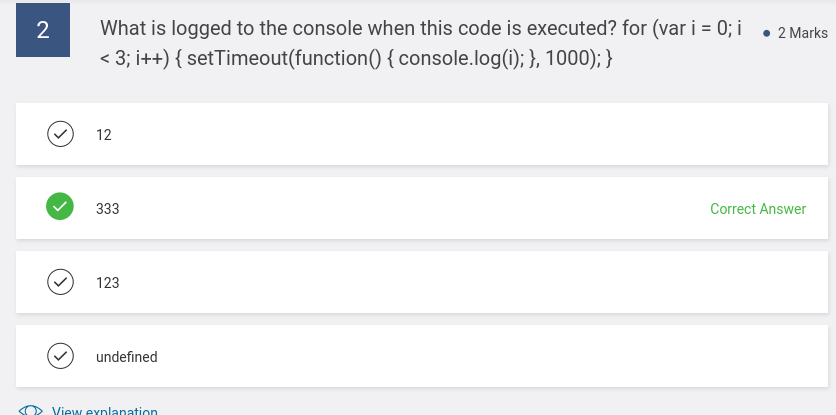 2
What is logged to the console when this code is executed? for (var i = 0; i
< 3; i++) { setTimeout(function() { console.log(i); }, 1000); }
2 Marks
12
333
Correct Answer
123
undefined
View explanation